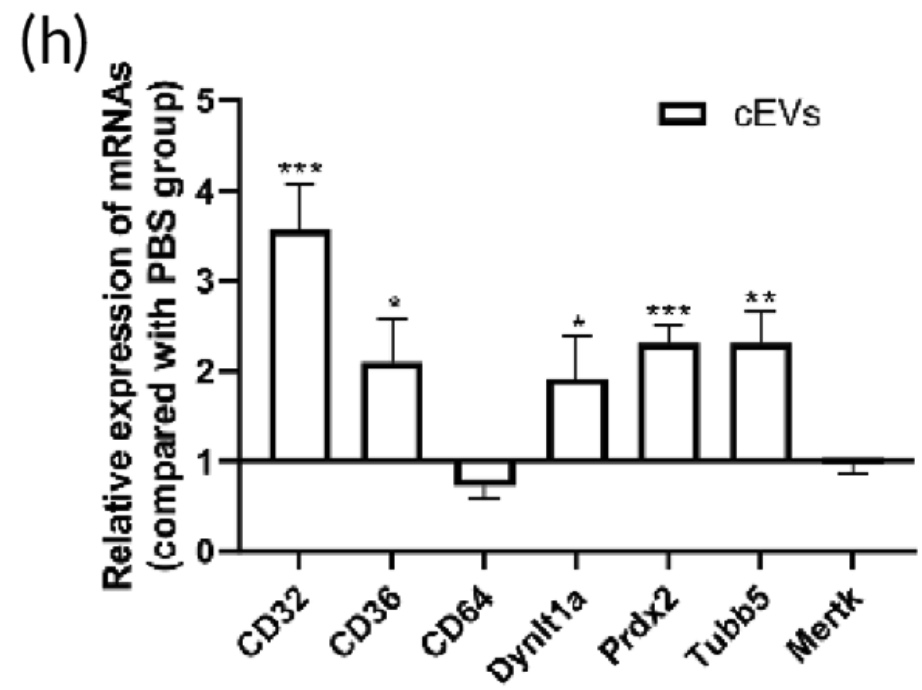 (h)
Relative expression of mRNAs
(compared with PBS group)
5
4
3
2
1
0
cEVs
***
*
*
***
**
CD32
CD36
CD64
Dynlt1a
Prdx2
Tubb5
Mertk